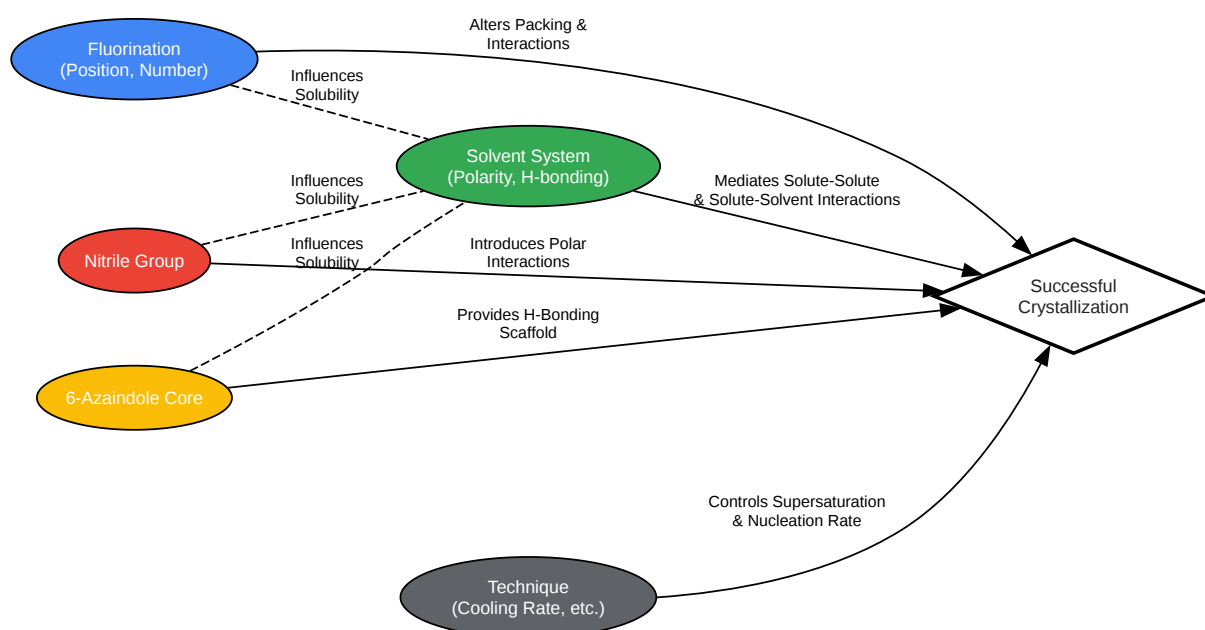 Alters Packing &
Interactions
Fluorination
(Position, Number)
Influences
Solubility
Solvent System
(Polarity, H-bonding)
Influences
Solubility
Mediates Solute-Solute
& Solute-Solvent Interactions
Nitrile Group
Influences
Solubility
Introduces Polar
Interactions
Successful
Crystallization
Provides H-Bonding
Scaffold
6-Azaindole Core
Controls Supersaturation
& Nucleation Rate
Technique
(Cooling Rate, etc.)